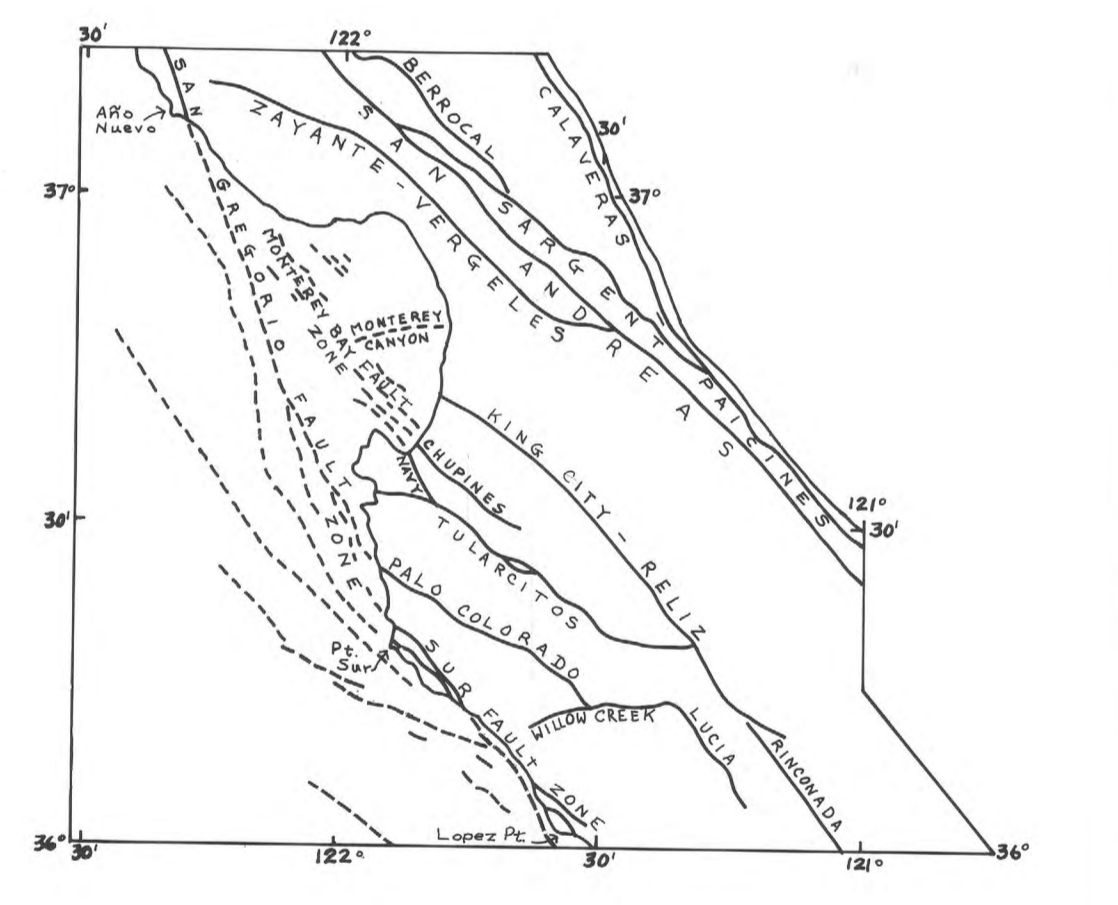 30'
122°
SAN
Año
Nuevo
GREGORIO
FAULT
ZONE
ZAYANTE - VERGELES
SAN
ANDREAS
BERROCAL
SARGENT
CALAVERAS
30'
37°
37°
MONTEREY BAY FAULT
ZONE
MONTEREY
CANYON
PAICINES
KING CITY - RELIZ
CHUPINES
NAVY
TULARCITOS
121°
30'
30'
PALO COLORADO
Pt.
Sur
SUR FAULT ZONE
WILLOW CREEK
LUCIA
RINCONADA
Lopez Pt.
36°
30'
122°
30'
121°
36°